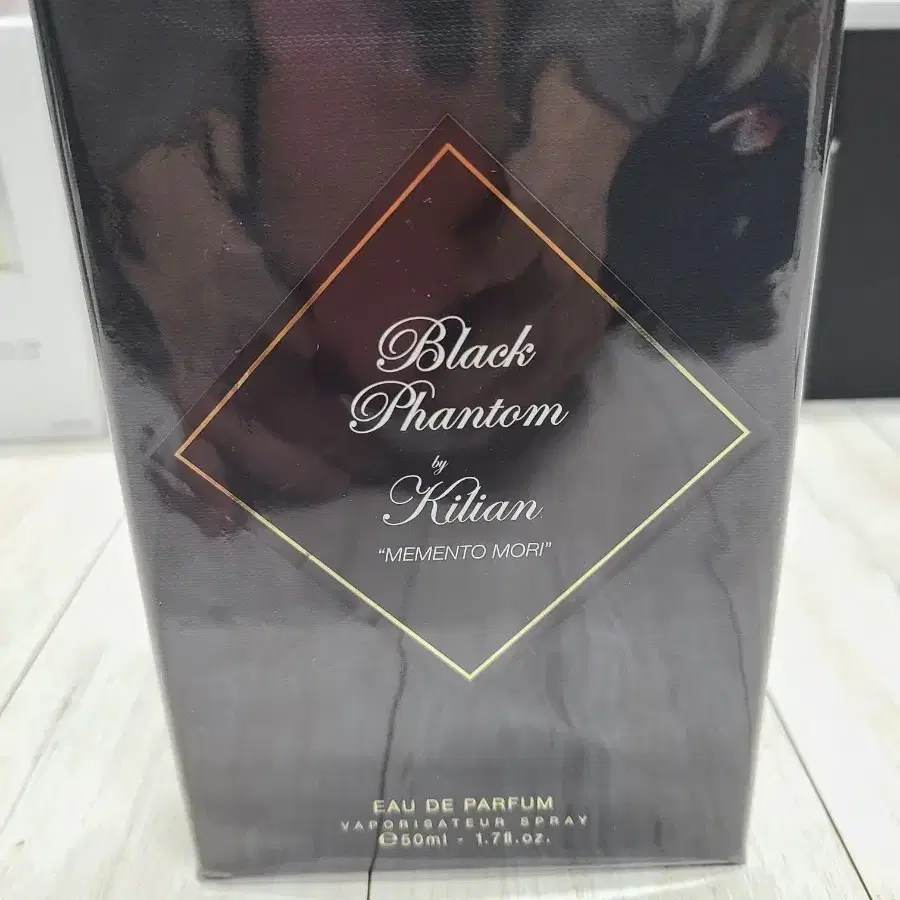 Black
Phantom
by
Kilian
“MEMENTO MORI”
EAU DE PARFUM
VAPORISATEUR SPRAY
℮50ml - 1.7fl.oz.